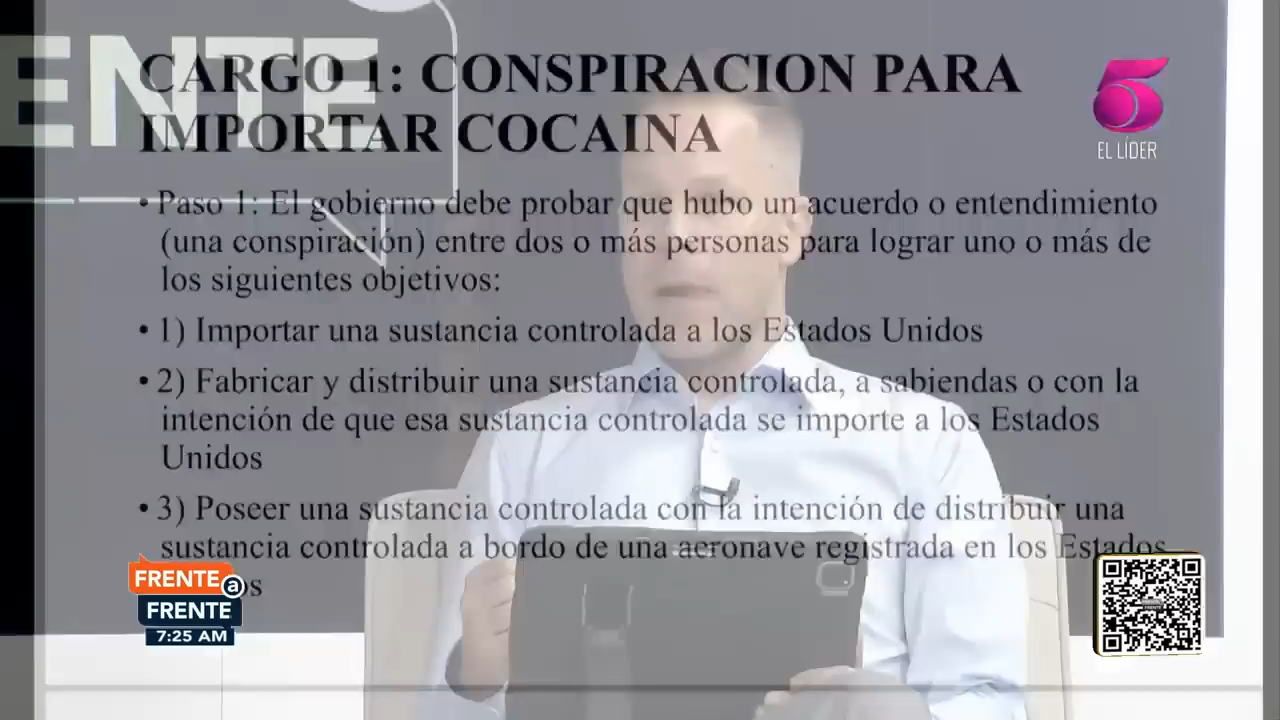 ENTE
CARGO 1: CONSPIRACION PARA
IMPORTAR COCAINA
5
EL LÍDER
• Paso 1: El gobierno debe probar que hubo un acuerdo o entendimiento
(una conspiración) entre dos o más personas para lograr uno o más de
los siguientes objetivos:
• 1) Importar una sustancia controlada a los Estados Unidos
• 2) Fabricar y distribuir una sustancia controlada, a sabiendas o con la
intención de que esa sustancia controlada se importe a los Estados
Unidos
• 3) Poseer una sustancia controlada con la intención de distribuir una
sustancia controlada a bordo de una aeronave registrada en los Estados
os
FRENTE a
FRENTE
7:25 AM